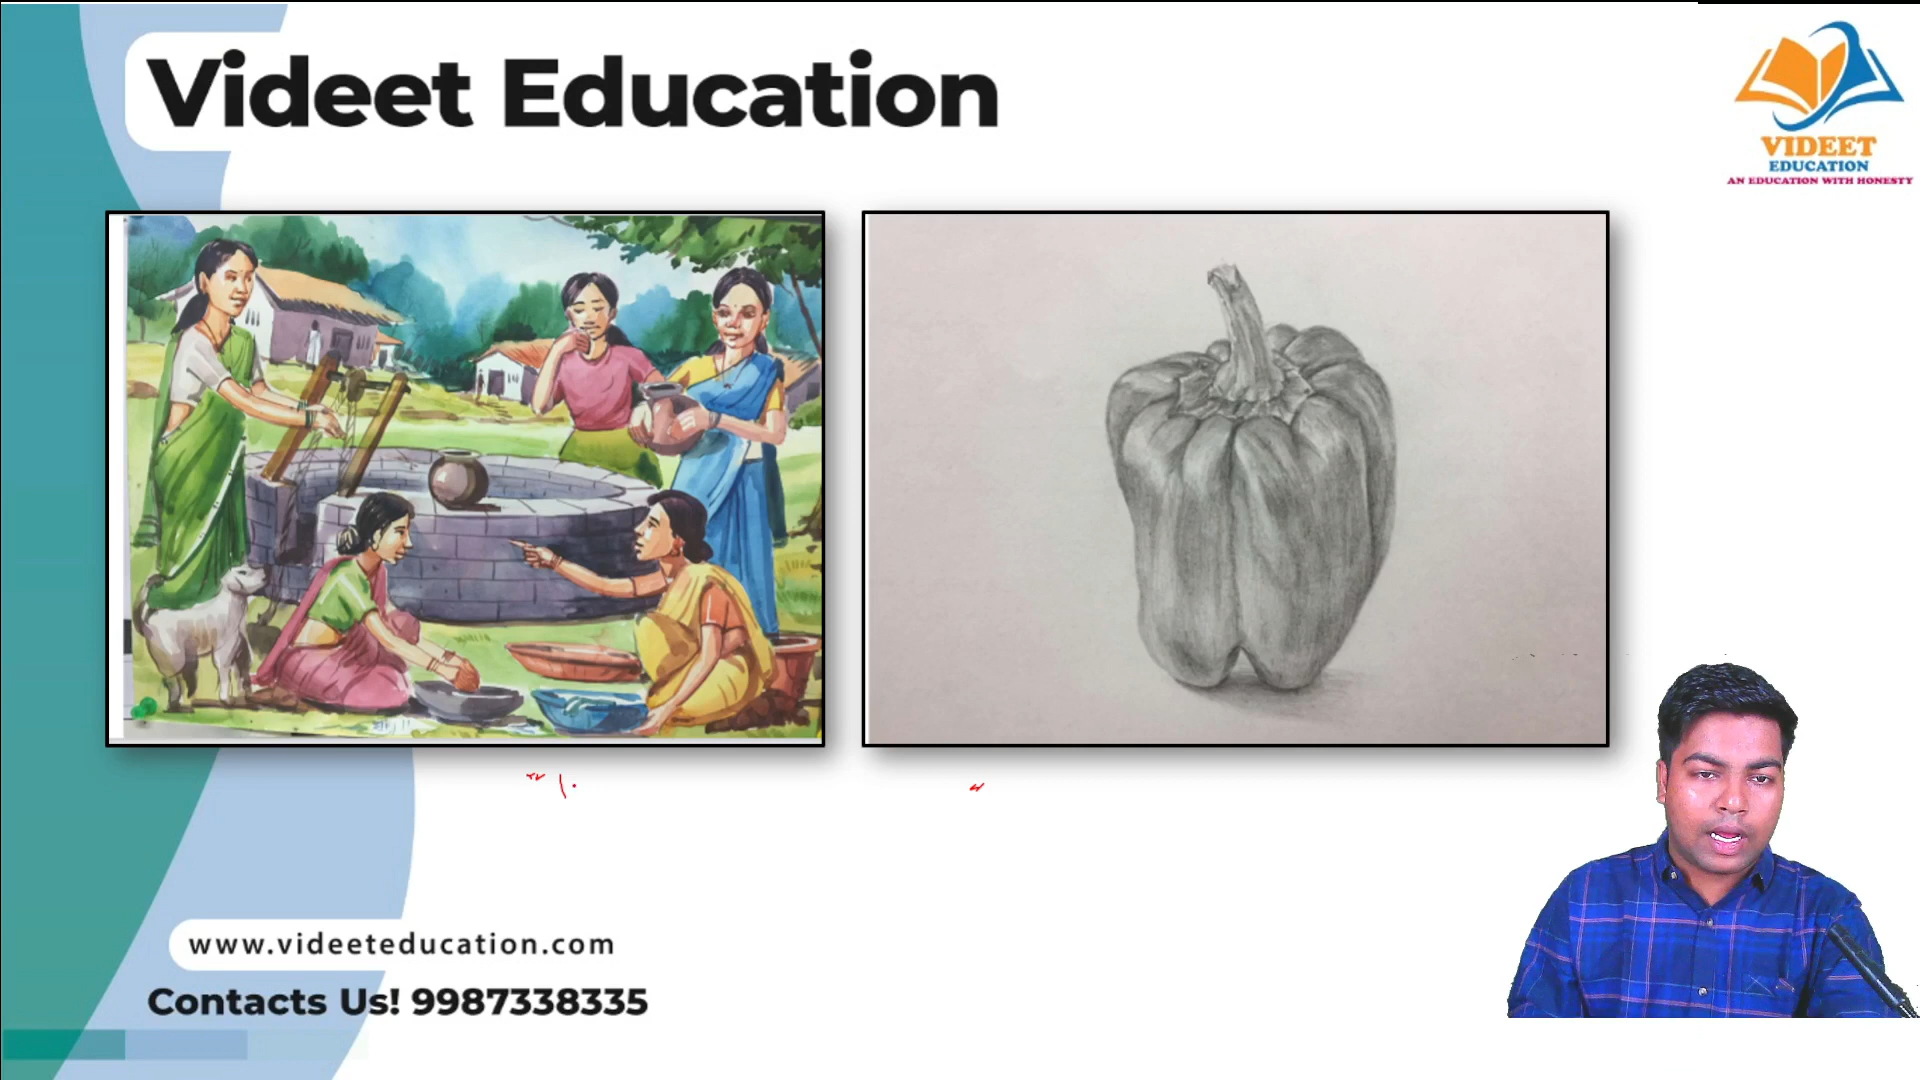 Videet Education
VIDEET
EDUCATION
AN EDUCATION WITH HONESTY
www.videeteducation.com
Contacts Us! 9987338335